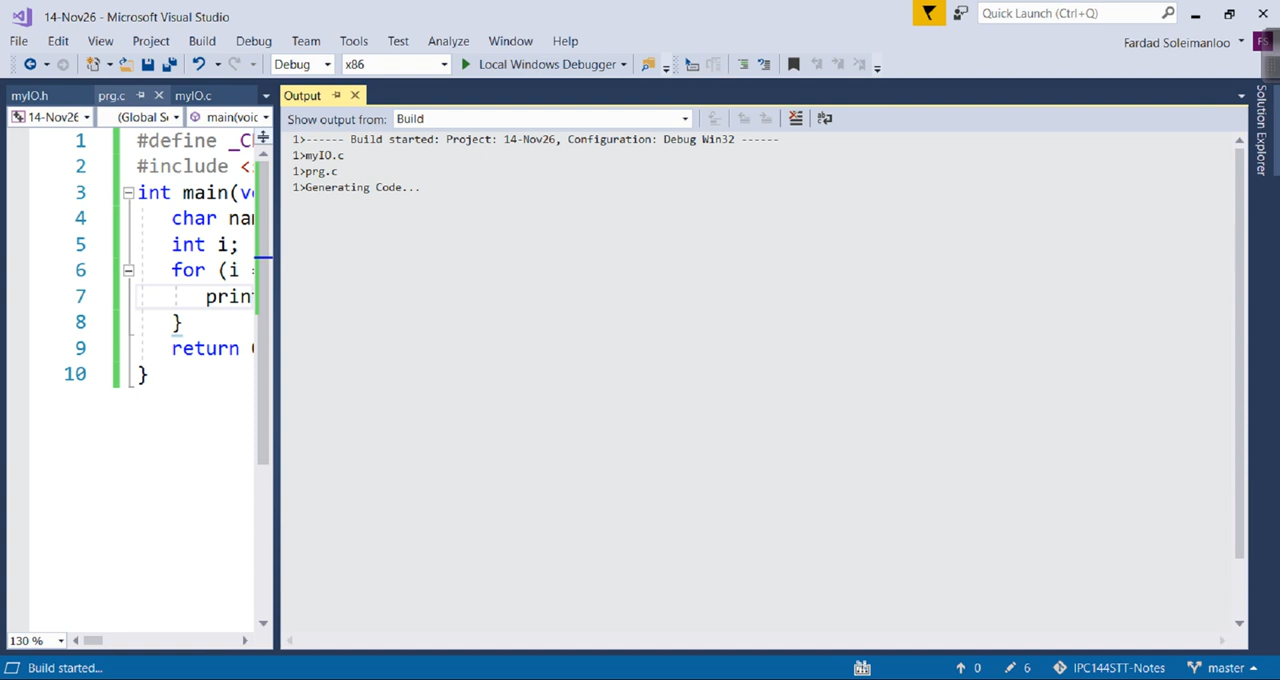 14-Nov26 - Microsoft Visual Studio
Quick Launch (Ctrl+Q)
File Edit View Project Build Debug Team Tools Test Analyze Window Help
Fardad Soleimanloo FS
Debug x86 Local Windows Debugger
myIO.h prg.c myIO.c
Output
14-Nov26 (Global S main(voi
Show output from: Build
1 #define _C
2 #include <
3 int main(v
4 char nam
5 int i;
6 for (i
7 prin
8 }
9 return
10 }
1>------ Build started: Project: 14-Nov26, Configuration: Debug Win32 ------
1>myIO.c
1>prg.c
1>Generating Code...
Solution Explorer
130 %
Build started... 0 6 IPC144STT-Notes master